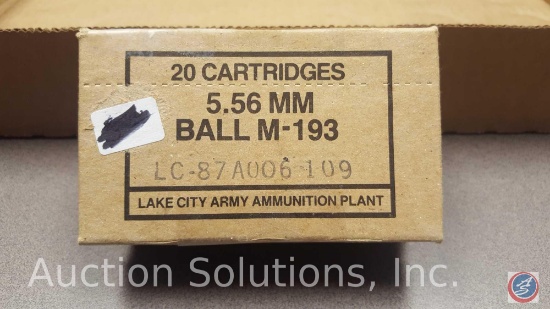 20 CARTRIDGES
5.56 MM
BALL M-193
LC-87A006 109
LAKE CITY ARMY AMMUNITION PLANT
Auction Solutions, Inc.